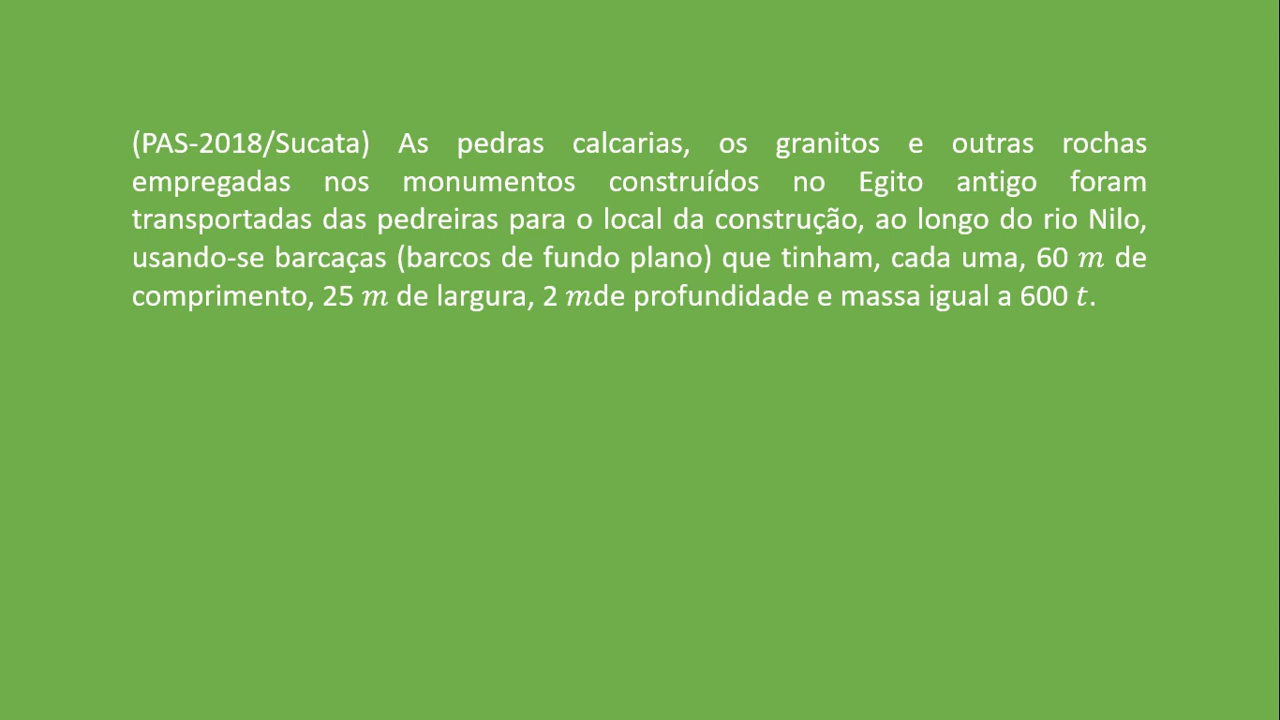 (PAS-2018/Sucata) As pedras calcarias, os granitos e outras rochas
empregadas nos monumentos construídos no Egito antigo foram
transportadas das pedreiras para o local da construção, ao longo do rio Nilo,
usando-se barcaças (barcos de fundo plano) que tinham, cada uma, 60 𝑚 de
comprimento, 25 𝑚 de largura, 2 𝑚de profundidade e massa igual a 600 𝑡.